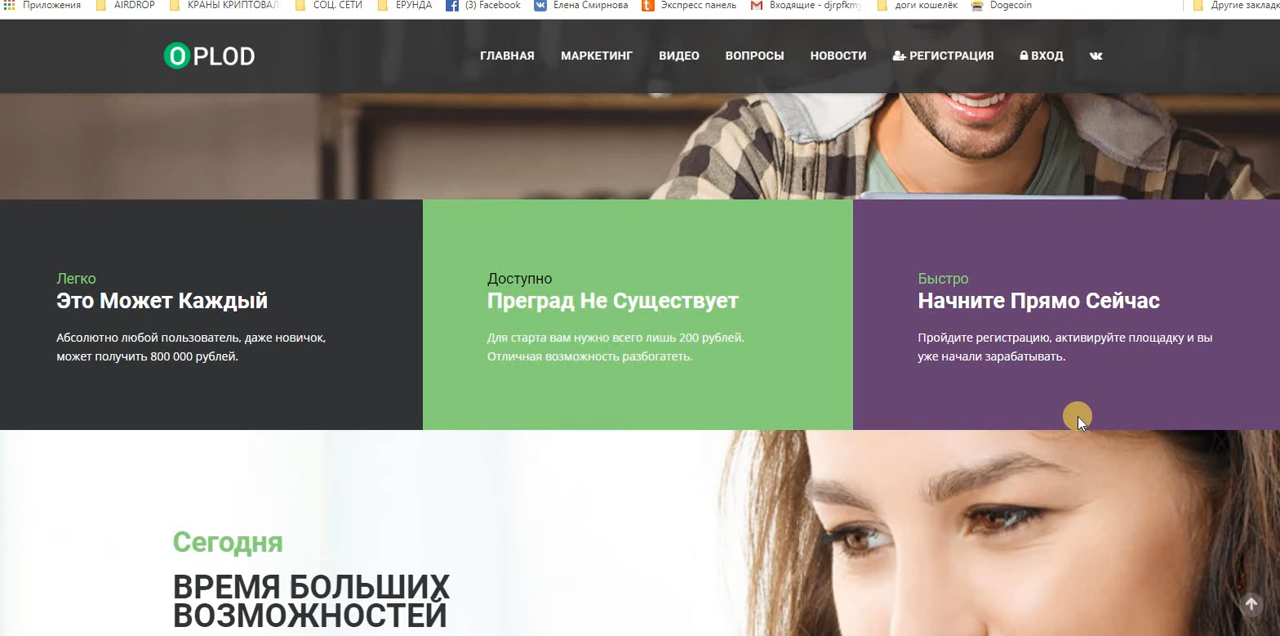 Приложения AIRDROP КРАНЫ КРИПТОВАЛ СОЦ. СЕТИ ЕРУНДА (3) Facebook Елена Смирнова Экспресс панель Входящие - djrpfkmy доги кошелёк Dogecoin Другие заклад
OPLOD ГЛАВНАЯ МАРКЕТИНГ ВИДЕО ВОПРОСЫ НОВОСТИ РЕГИСТРАЦИЯ ВХОД
Легко
Это Может Каждый
Абсолютно любой пользователь, даже новичок,
может получить 800 000 рублей.
Доступно
Преград Не Существует
Для старта вам нужно всего лишь 200 рублей.
Отличная возможность разбогатеть.
Быстро
Начните Прямо Сейчас
Пройдите регистрацию, активируйте площадку и вы
уже начали зарабатывать.
Сегодня
ВРЕМЯ БОЛЬШИХ
ВОЗМОЖНОСТЕЙ